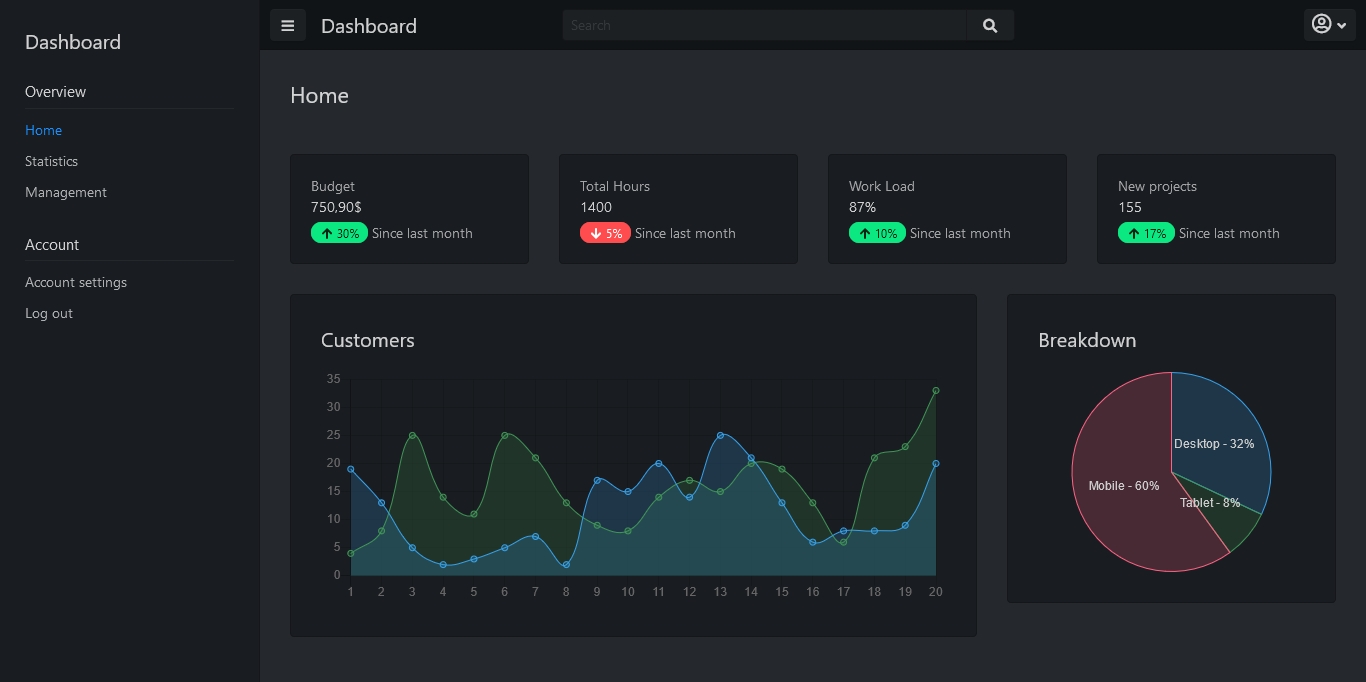 Dashboard
Overview
Home
Statistics
Management
Account
Account settings
Log out
Dashboard
Search
Home
Budget
750,90$
30% Since last month
Total Hours
1400
5% Since last month
Work Load
87%
10% Since last month
New projects
155
17% Since last month
Customers
35
30
25
20
15
10
5
0
1 2 3 4 5 6 7 8 9 10 11 12 13 14 15 16 17 18 19 20
Breakdown
Desktop - 32%
Mobile - 60%
Tablet - 8%